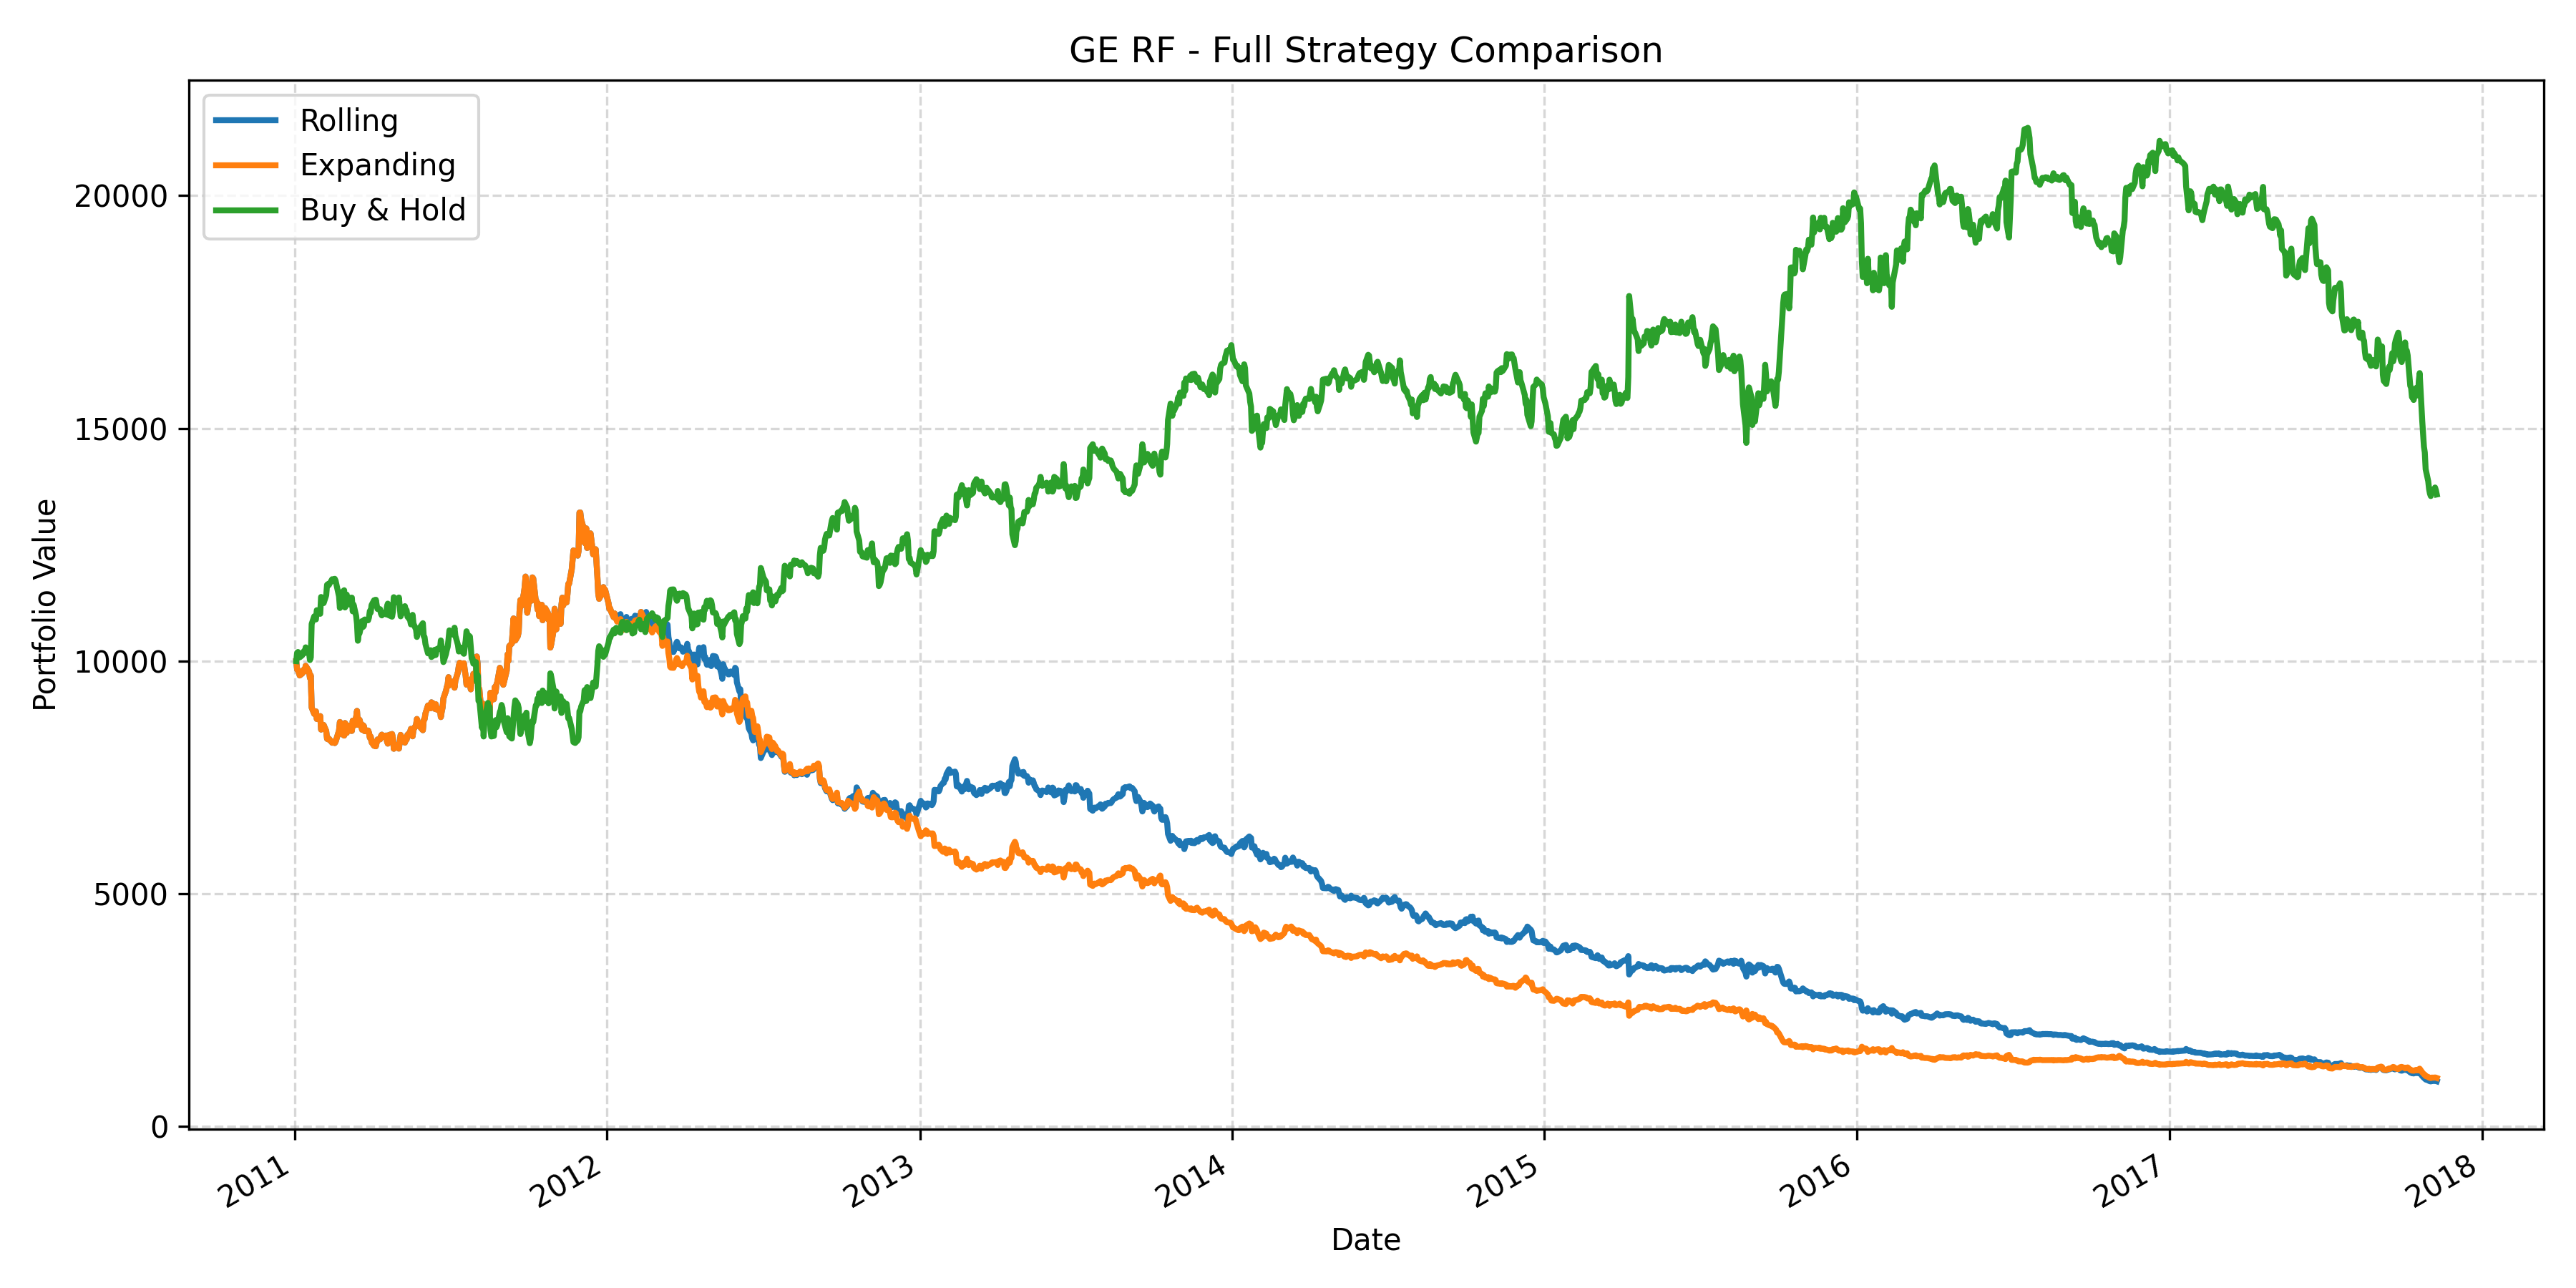 GE RF - Full Strategy Comparison
Rolling
Expanding
Buy & Hold
Portfolio Value
20000
15000
10000
5000
0
2011
2012
2013
2014
2015
2016
2017
2018
Date